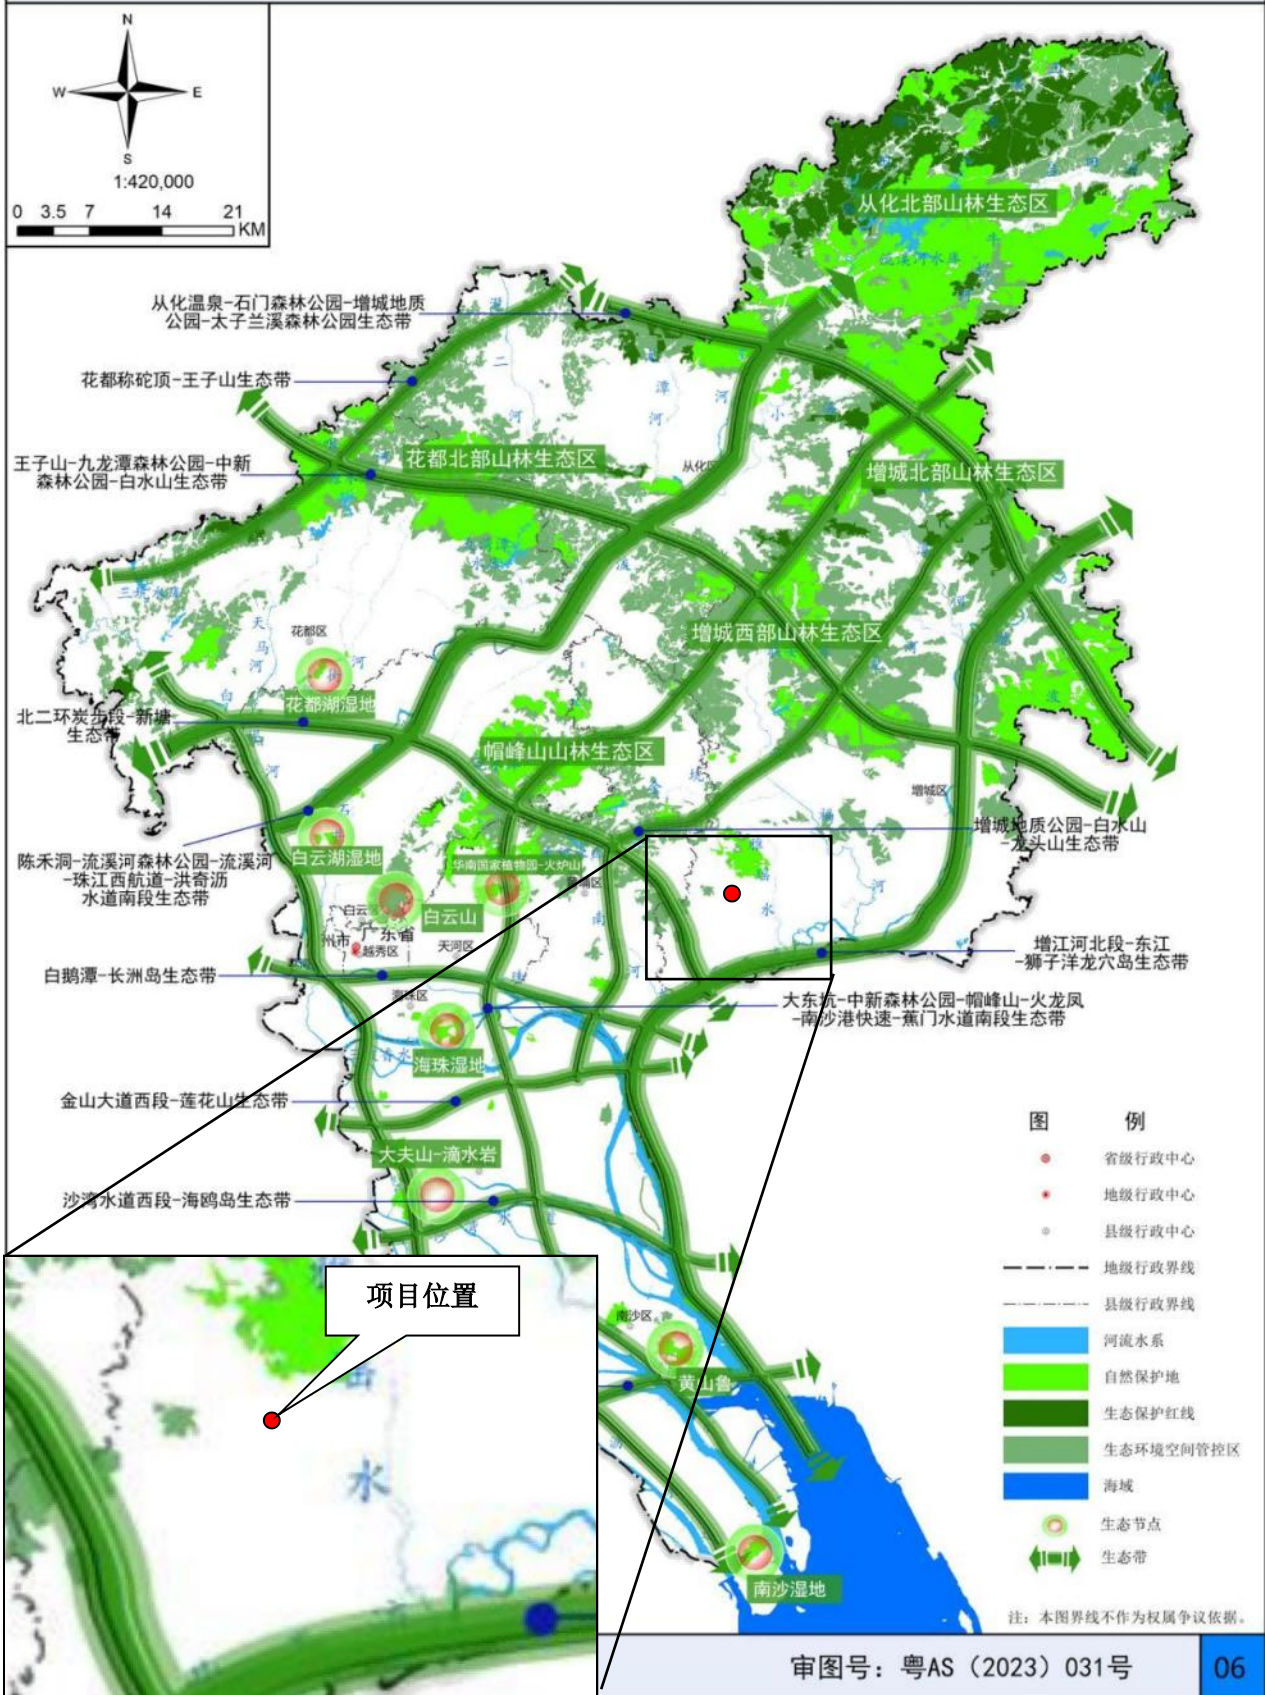 N
W
E
S
1:420,000
0 3.5 7 14 21
KM
从化北部山林生态区
从化温泉-石门森林公园-增城地质
公园-太子兰溪森林公园生态带
花都称砣顶-王子山生态带
王子山-九龙潭森林公园-中新
森林公园-白水山生态带
花都北部山林生态区
增城北部山林生态区
花都区
增城西部山林生态区
花都湖湿地
北二环炭步段-新塘
生态带
帽峰山山林生态区
增城区
增城地质公园-白水山
-龙头山生态带
白云湖湿地
陈禾洞-流溪河森林公园-流溪河
-珠江西航道-洪奇沥
水道南段生态带
华南国家植物园-火炉山
白云山
广东省
越秀区
天河区
增江河北段-东江
-狮子洋龙穴岛生态带
白鹅潭-长洲岛生态带
海珠区
大东坑-中新森林公园-帽峰山-火龙凤
-南沙港快速-蕉门水道南段生态带
海珠湿地
金山大道西段-莲花山生态带
大夫山-滴水岩
沙湾水道西段-海鸥岛生态带
项目位置
水
南沙区
黄山鲁
南沙湿地
图 例
省级行政中心
地级行政中心
县级行政中心
地级行政界线
县级行政界线
河流水系
自然保护地
生态保护红线
生态环境空间管控区
海域
生态节点
生态带
注: 本图界线不作为权属争议依据。
审图号: 粤AS（2023）031号
06